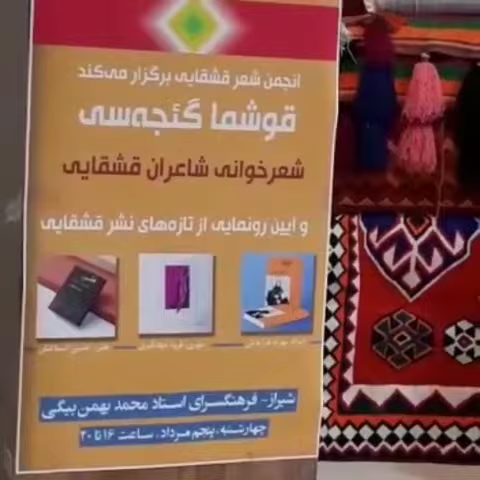 انجمن شعر قشقایی برگزار می‌کند
قوشما گئجه‌سی
شعرخوانی شاعران قشقایی
و آیین رونمایی از تازه‌های نشر قشقایی
شیراز- فرهنگسرای استاد محمد بهمن بیگی
چهارشنبه، پنجم مرداد، ساعت ۱۶ تا ۲۰